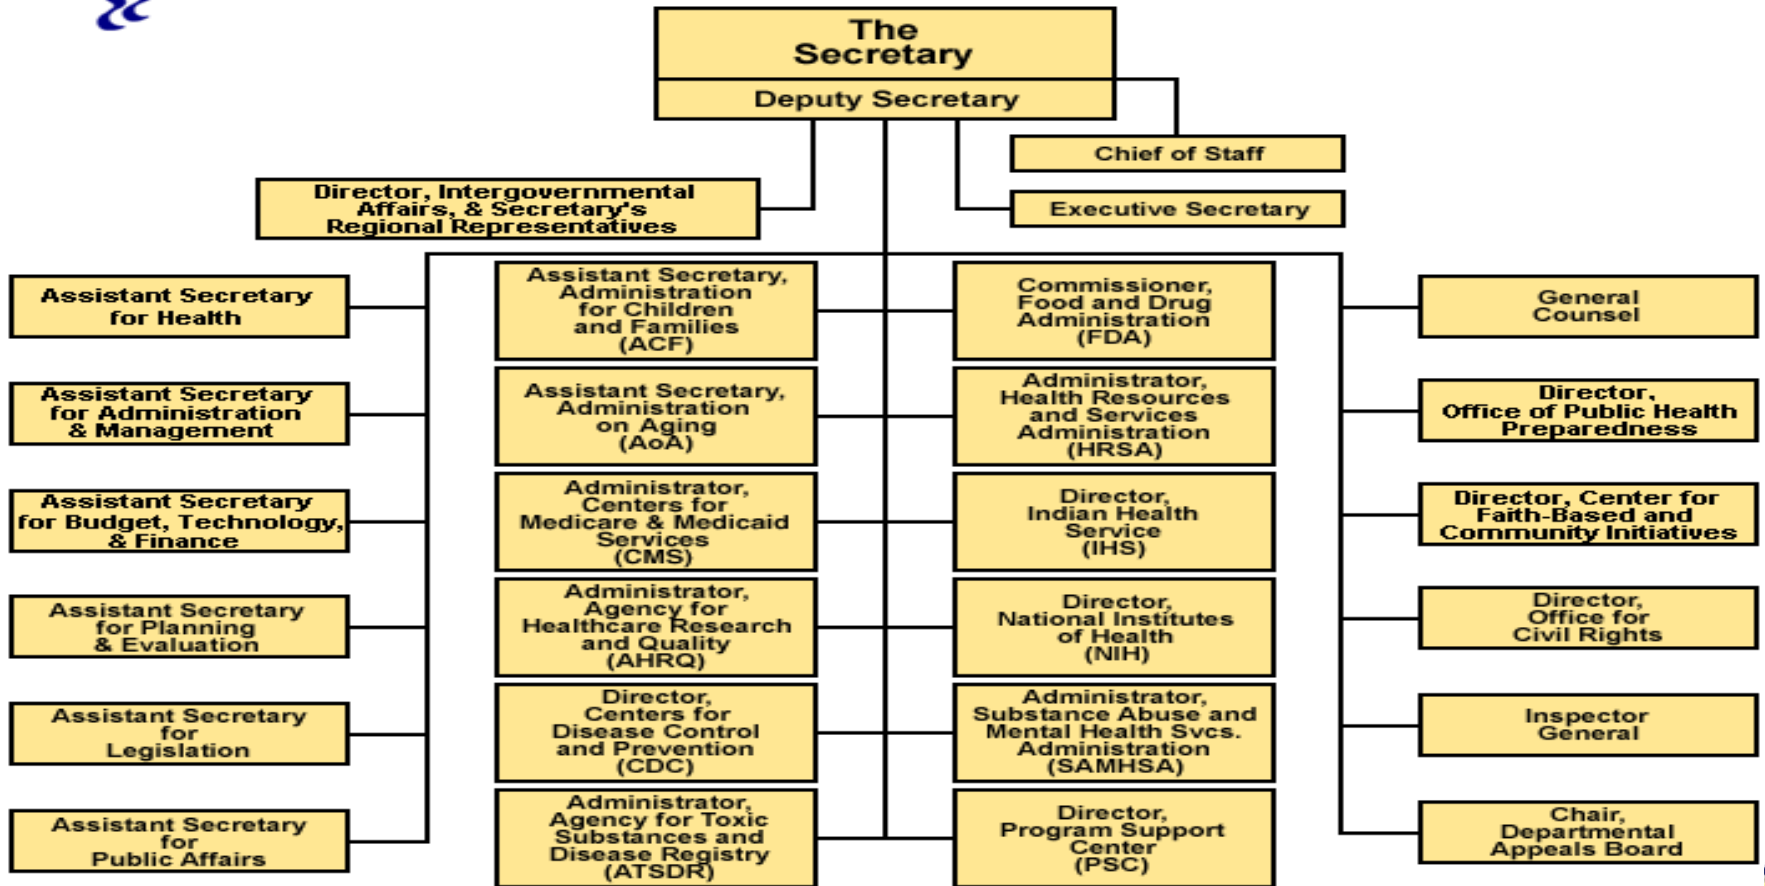 The
Secretary
Deputy Secretary
Chief of Staff
Director, Intergovernmental
Affairs, & Secretary's
Regional Representatives
Executive Secretary
Assistant Secretary
for Health
Assistant Secretary
for Administration
& Management
Assistant Secretary
for Budget, Technology,
& Finance
Assistant Secretary
for Planning
& Evaluation
Assistant Secretary
for
Legislation
Assistant Secretary
for
Public Affairs
Assistant Secretary,
Administration
for Children
and Families
(ACF)
Assistant Secretary,
Administration
on Aging
(AoA)
Administrator,
Centers for
Medicare & Medicaid
Services
(CMS)
Administrator,
Agency for
Healthcare Research
and Quality
(AHRQ)
Director,
Centers for
Disease Control
and Prevention
(CDC)
Administrator,
Agency for Toxic
Substances and
Disease Registry
(ATSDR)
Commissioner,
Food and Drug
Administration
(FDA)
Administrator,
Health Resources
and Services
Administration
(HRSA)
Director,
Indian Health
Service
(IHS)
Director,
National Institutes
of Health
(NIH)
Administrator,
Substance Abuse and
Mental Health Svcs.
Administration
(SAMHSA)
Director,
Program Support
Center
(PSC)
General
Counsel
Director,
Office of Public Health
Preparedness
Director, Center for
Faith-Based and
Community Initiatives
Director,
Office for
Civil Rights
Inspector
General
Chair,
Departmental
Appeals Board